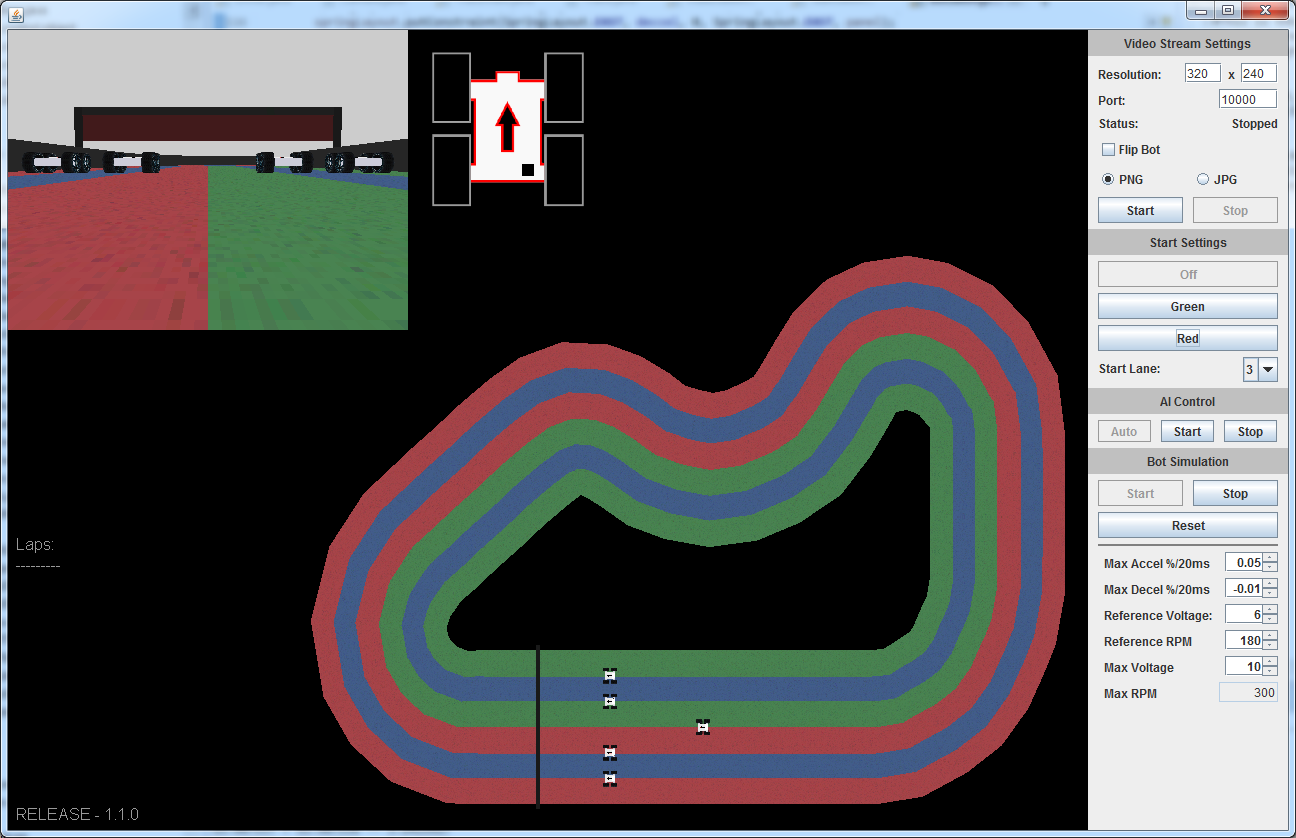 Laps:
---------
RELEASE - 1.1.0
Video Stream Settings
Resolution: 320 x 240
Port: 10000
Status: Stopped
Flip Bot
PNG JPG
Start Stop
Start Settings
Off
Green
Red
Start Lane: 3
AI Control
Auto Start Stop
Bot Simulation
Start Stop
Reset
Max Accel %/20ms 0.05
Max Decel %/20ms -0.01
Reference Voltage: 6
Reference RPM 180
Max Voltage 10
Max RPM 300